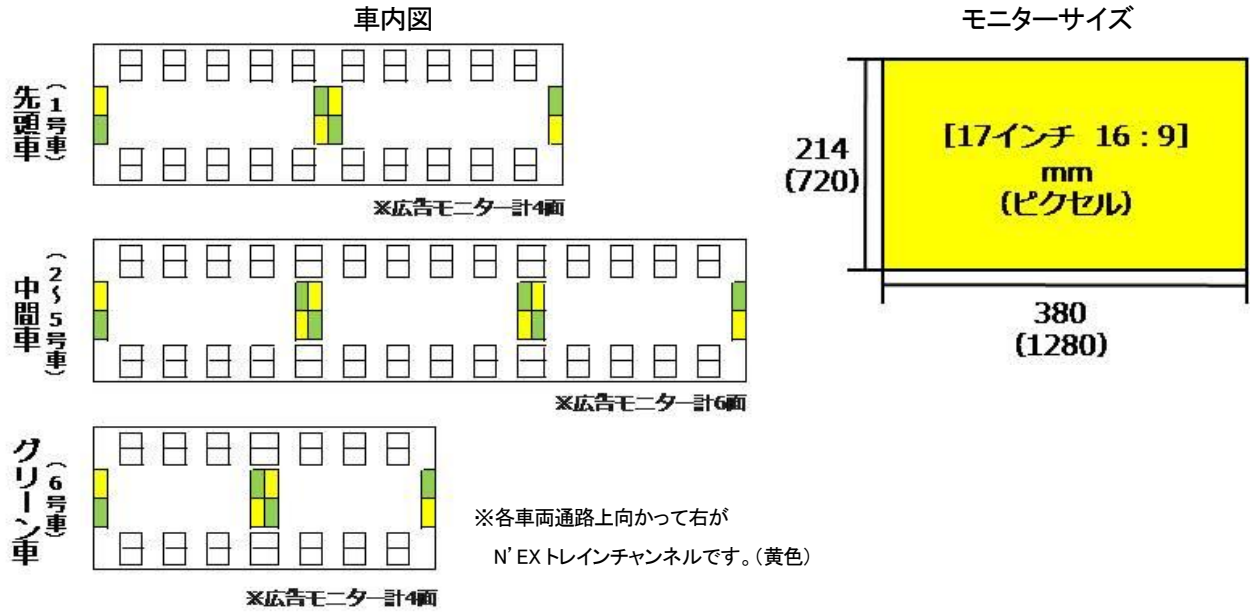 車内図
先頭車
（1号車）
※広告モニター計4面
中間車
（2～5号車）
※広告モニター計6面
グリーン車
（6号車）
※広告モニター計4面
※各車両通路上向かって右が
N’EXトレインチャンネルです。（黄色）
モニターサイズ
[17インチ 16：9]
mm
(ピクセル)
214
(720)
380
(1280)